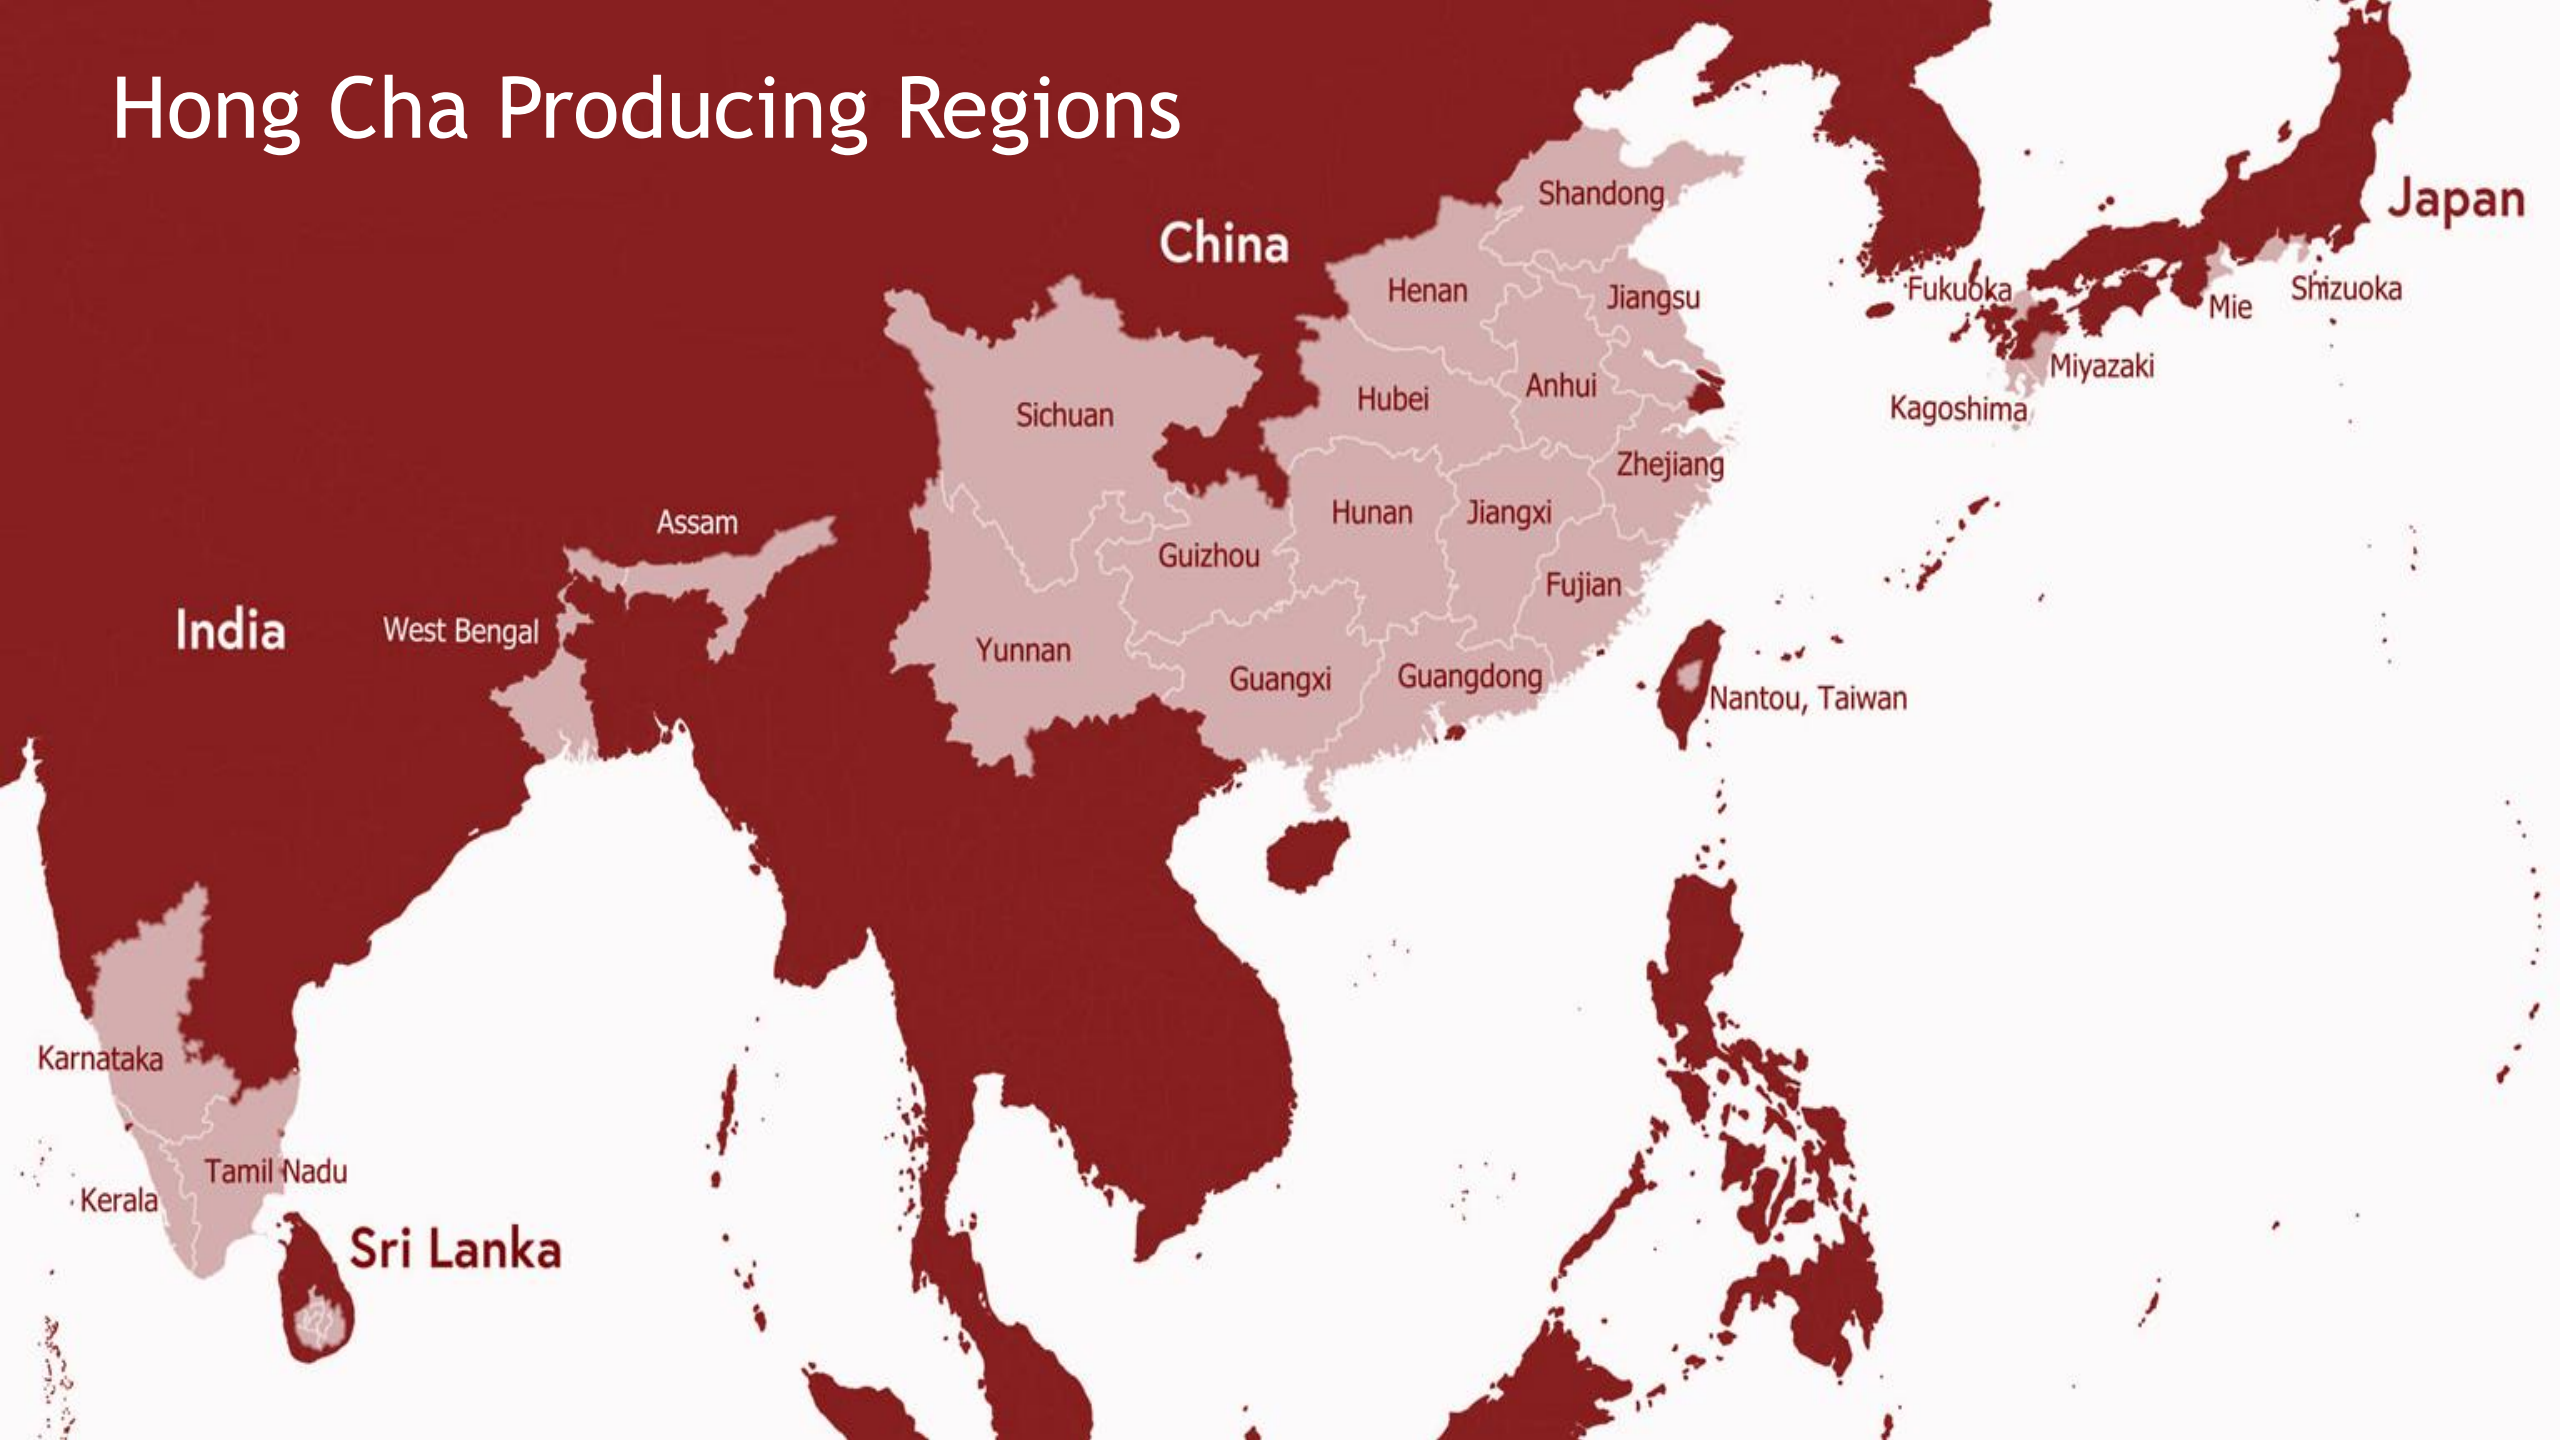 Hong Cha Producing Regions
Shandong
Japan
China
Henan
Jiangsu
Fukuoka
Mie
Shizuoka
Miyazaki
Sichuan
Hubei
Anhui
Kagoshima
Zhejiang
Assam
Hunan
Jiangxi
Guizhou
Fujian
India
West Bengal
Yunnan
Guangxi
Guangdong
Nantou, Taiwan
Karnataka
Tamil Nadu
Kerala
Sri Lanka